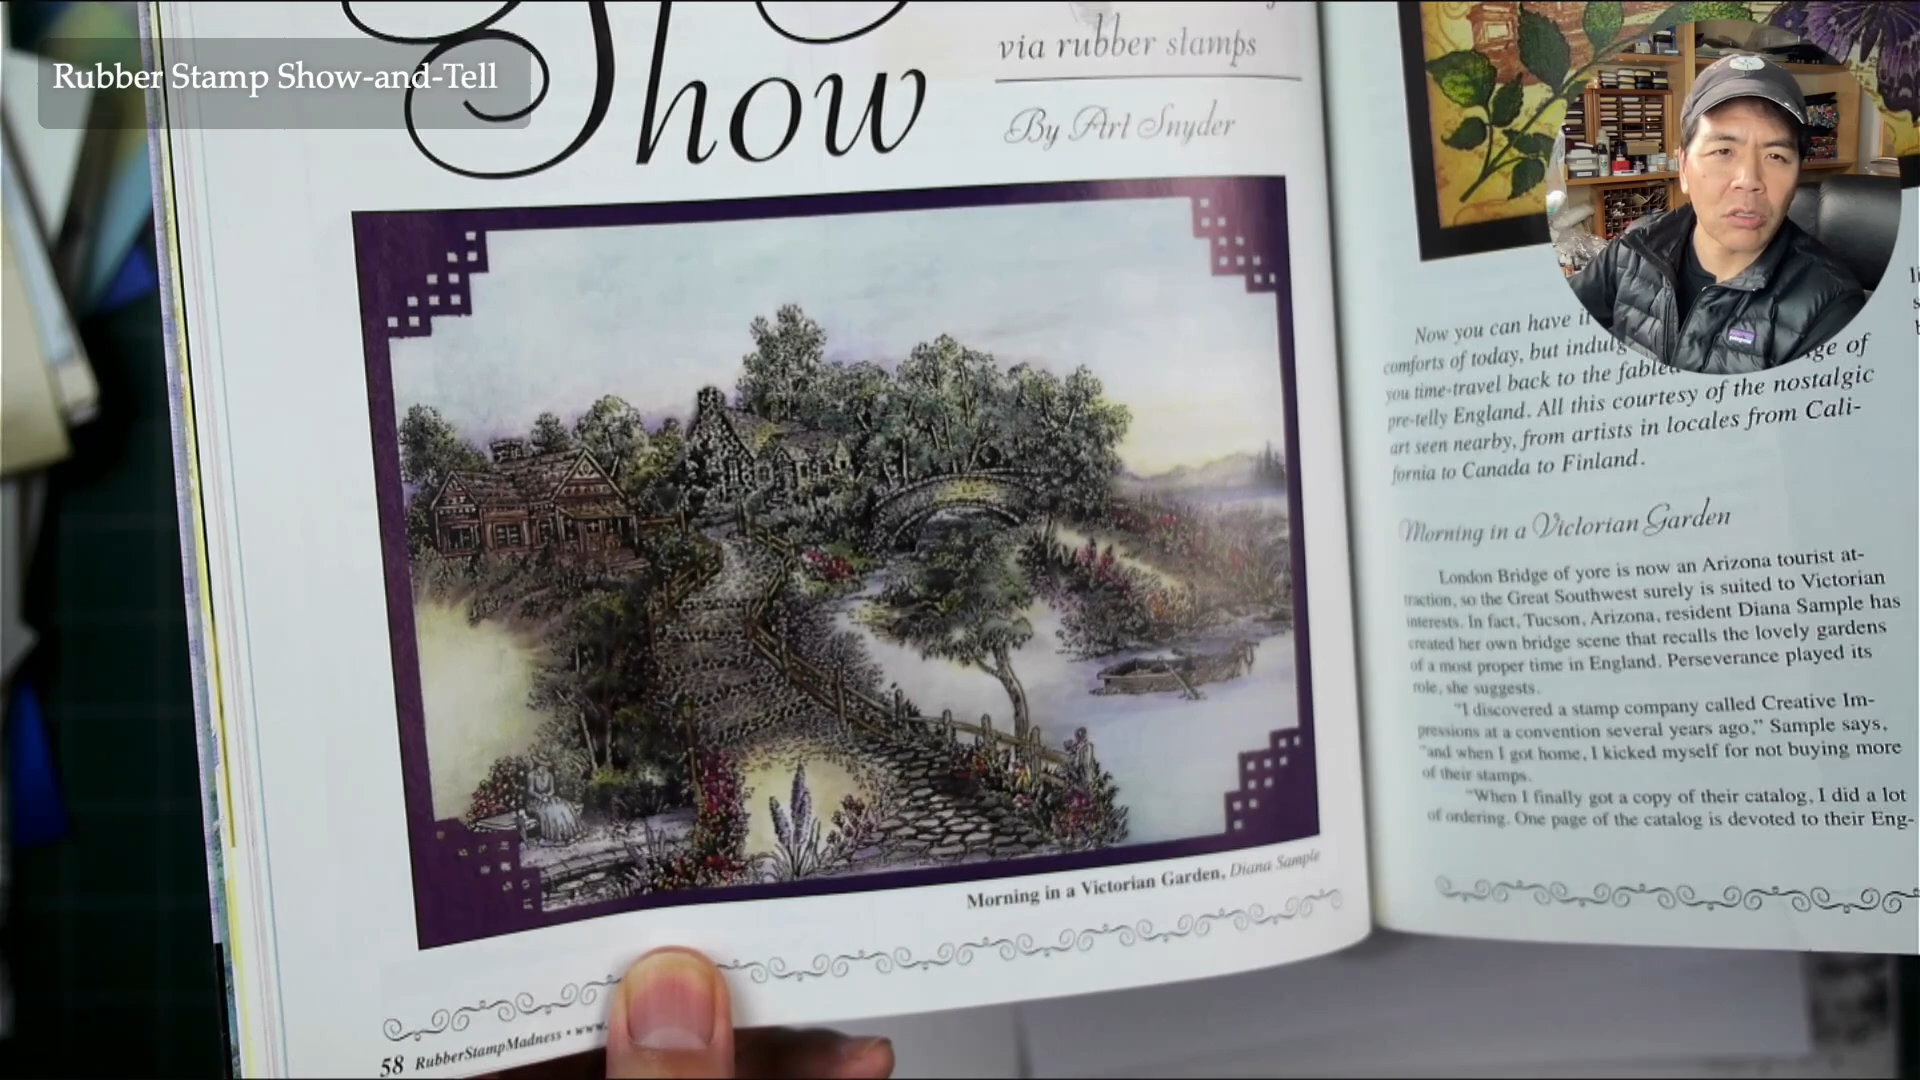 Rubber Stamp Show-and-Tell
Show
via rubber stamps
By Art Snyder
Morning in a Victorian Garden, Diana Sample
58 RubberStampMadness • www.
Now you can have
comforts of today, but
you time-travel back to the
pre-telly England. All this courtesy of the nostalgic
art seen nearby, from artists in locales from Cali-
fornia to Canada to Finland.
Morning in a Victorian Garden
London Bridge of yore is now an Arizona tourist at-
traction, so the Great Southwest surely is suited to Victorian
interests. In fact, Tucson, Arizona, resident Diana Sample has
created her own bridge scene that recalls the lovely gardens
of a most proper time in England. Perseverance played its
role, she suggests.
"I discovered a stamp company called Creative Im-
pressions at a convention several years ago," Sample says,
"and when I got home, I kicked myself for not buying more
of their stamps.
"When I finally got a copy of their catalog, I did a lot
of ordering. One page of the catalog is devoted to their Eng-